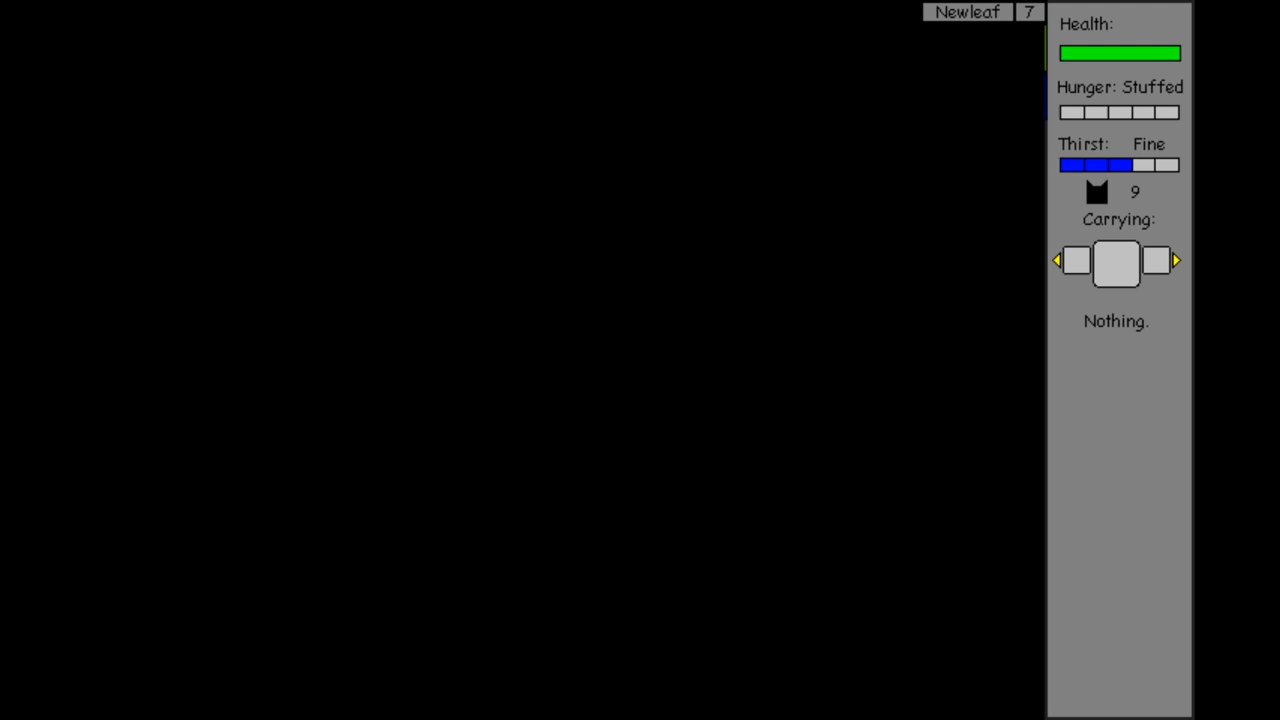 Newleaf 7
Health:
Hunger: Stuffed
Thirst: Fine
9
Carrying:
Nothing.